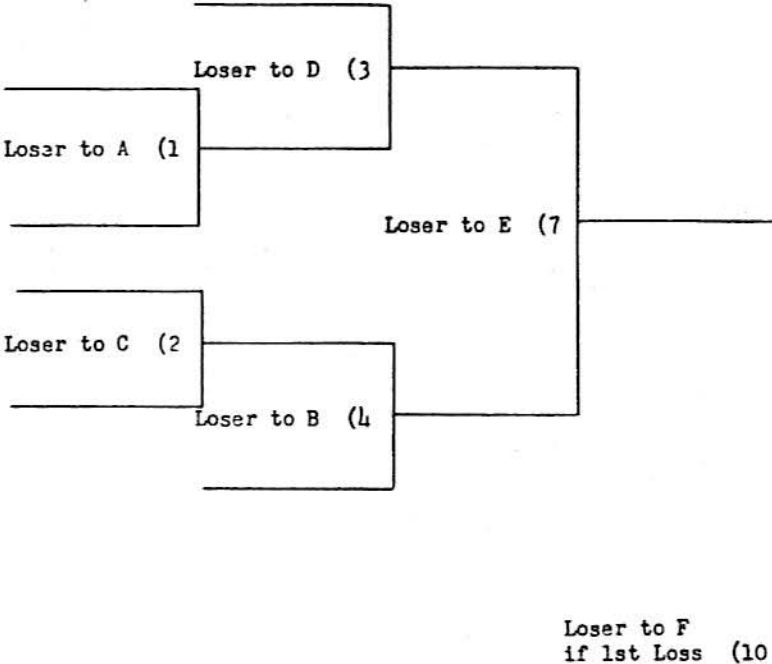 Loser to D (3
Loser to A (1
Loser to E (7
Loser to C (2
Loser to B (4
Loser to F
if 1st Loss (10